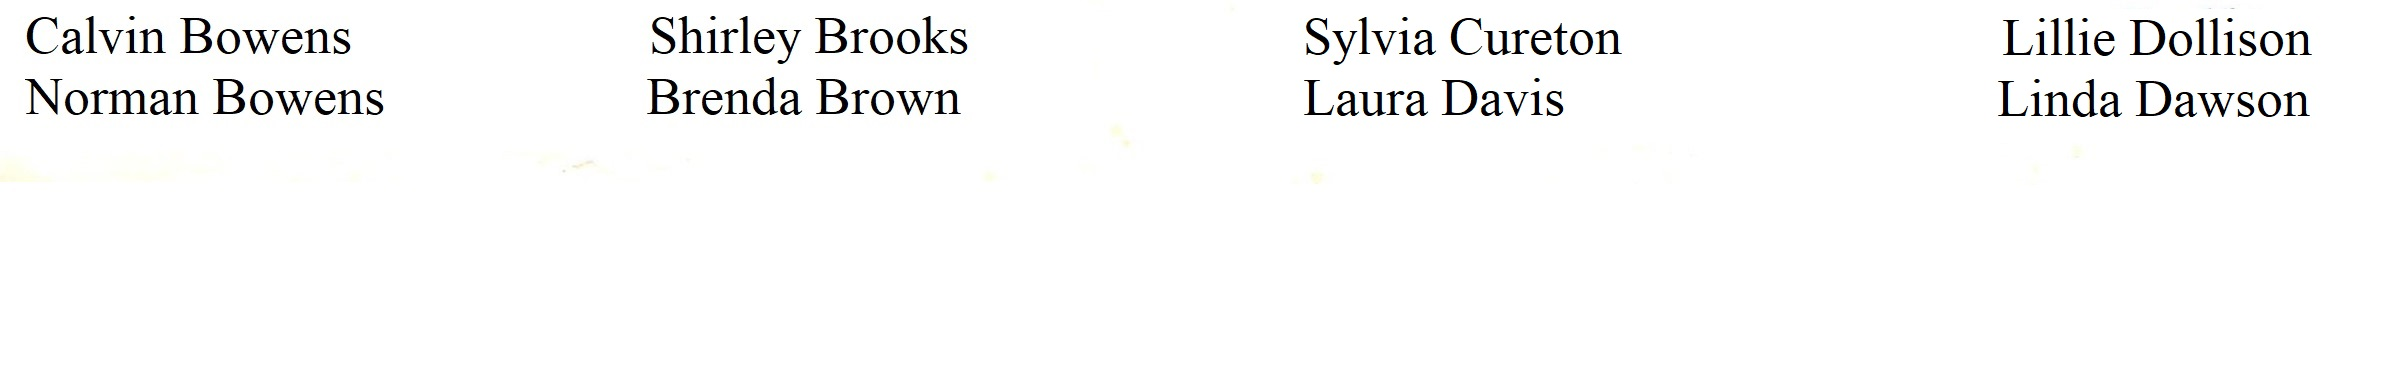 Calvin Bowens Shirley Brooks Sylvia Cureton Lillie Dollison
Norman Bowens Brenda Brown Laura Davis Linda Dawson